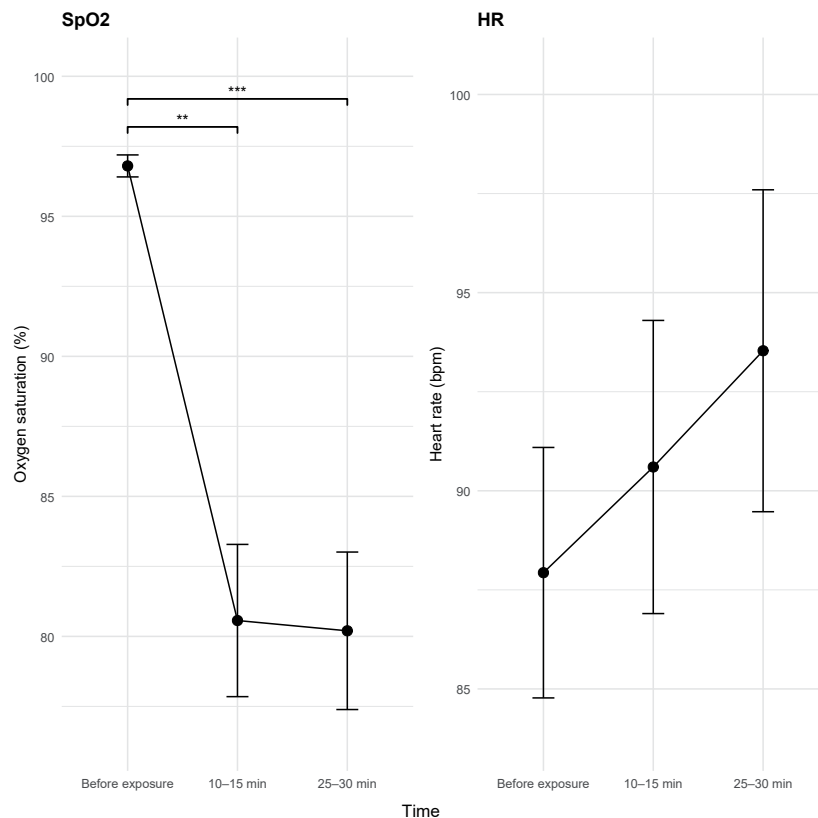 SpO2
HR
100
95
90
85
80
***
**
Oxygen saturation (%)
Before exposure
10–15 min
25–30 min
100
95
90
85
Heart rate (bpm)
Before exposure
10–15 min
25–30 min
Time